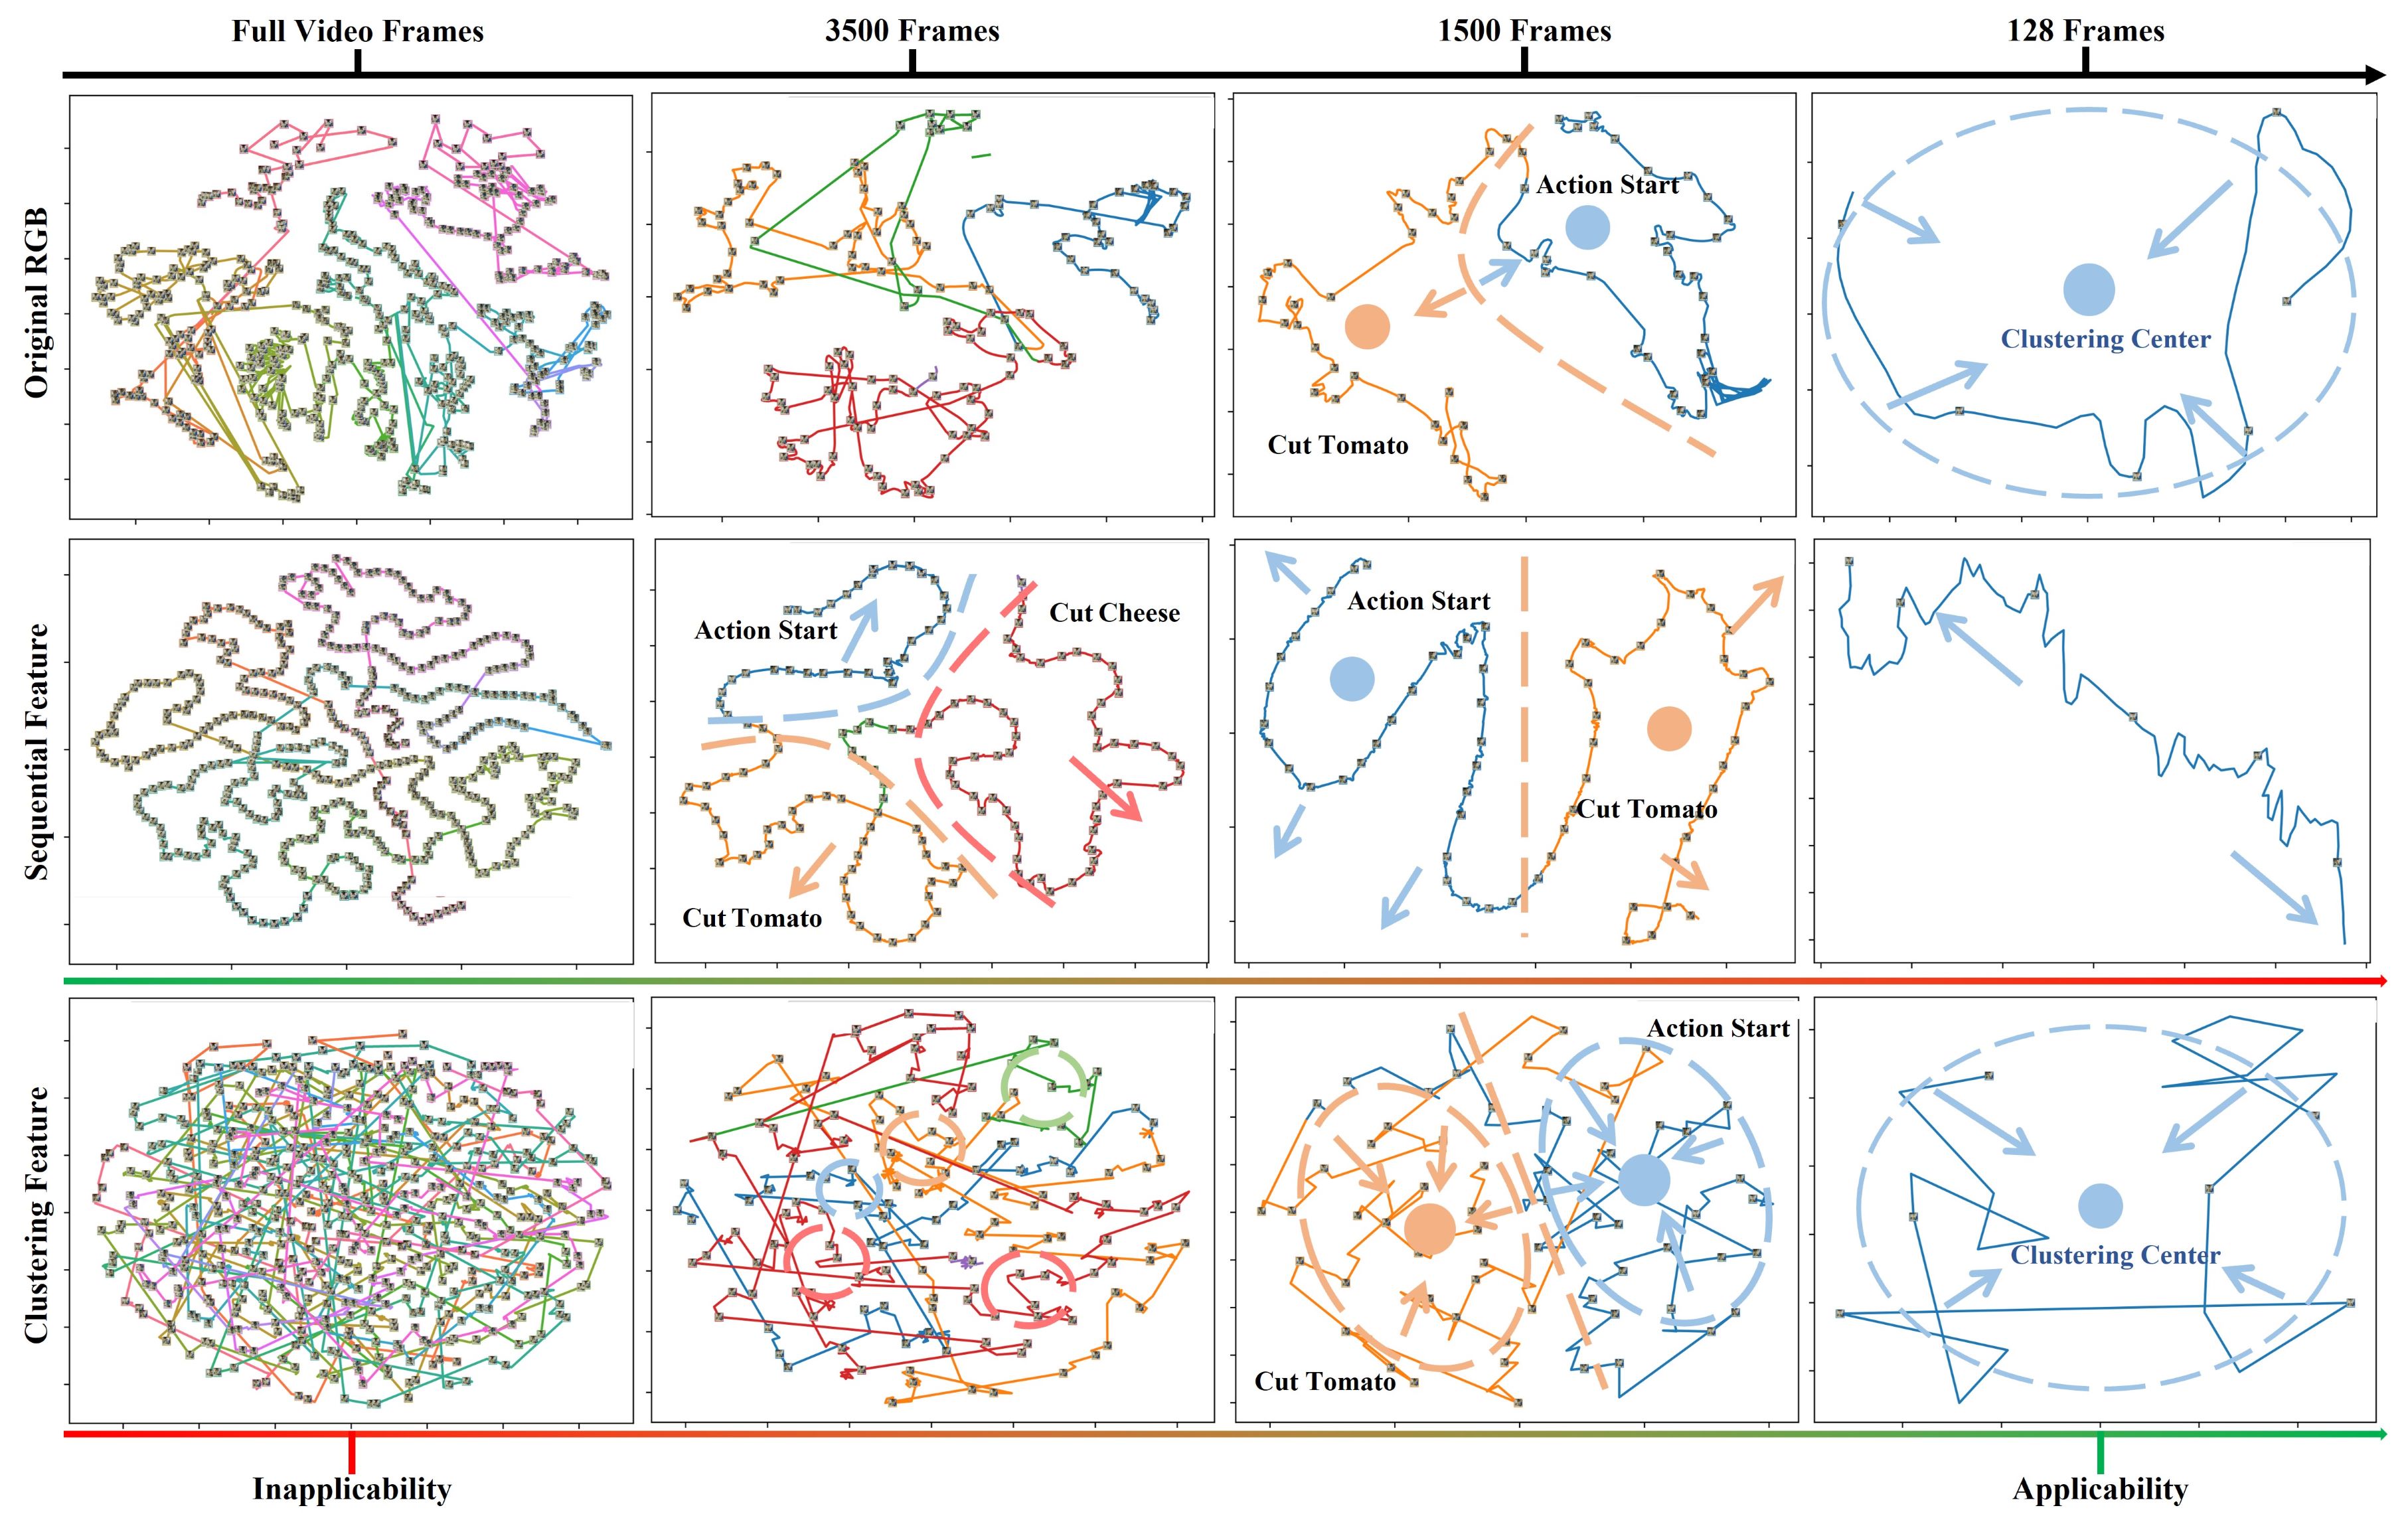 Full Video Frames
3500 Frames
1500 Frames
128 Frames
Original RGB
Action Start
Cut Tomato
Clustering Center
Sequential Feature
Action Start
Cut Cheese
Cut Tomato
Action Start
Cut Tomato
Clustering Feature
Action Start
Cut Tomato
Clustering Center
Inapplicability
Applicability